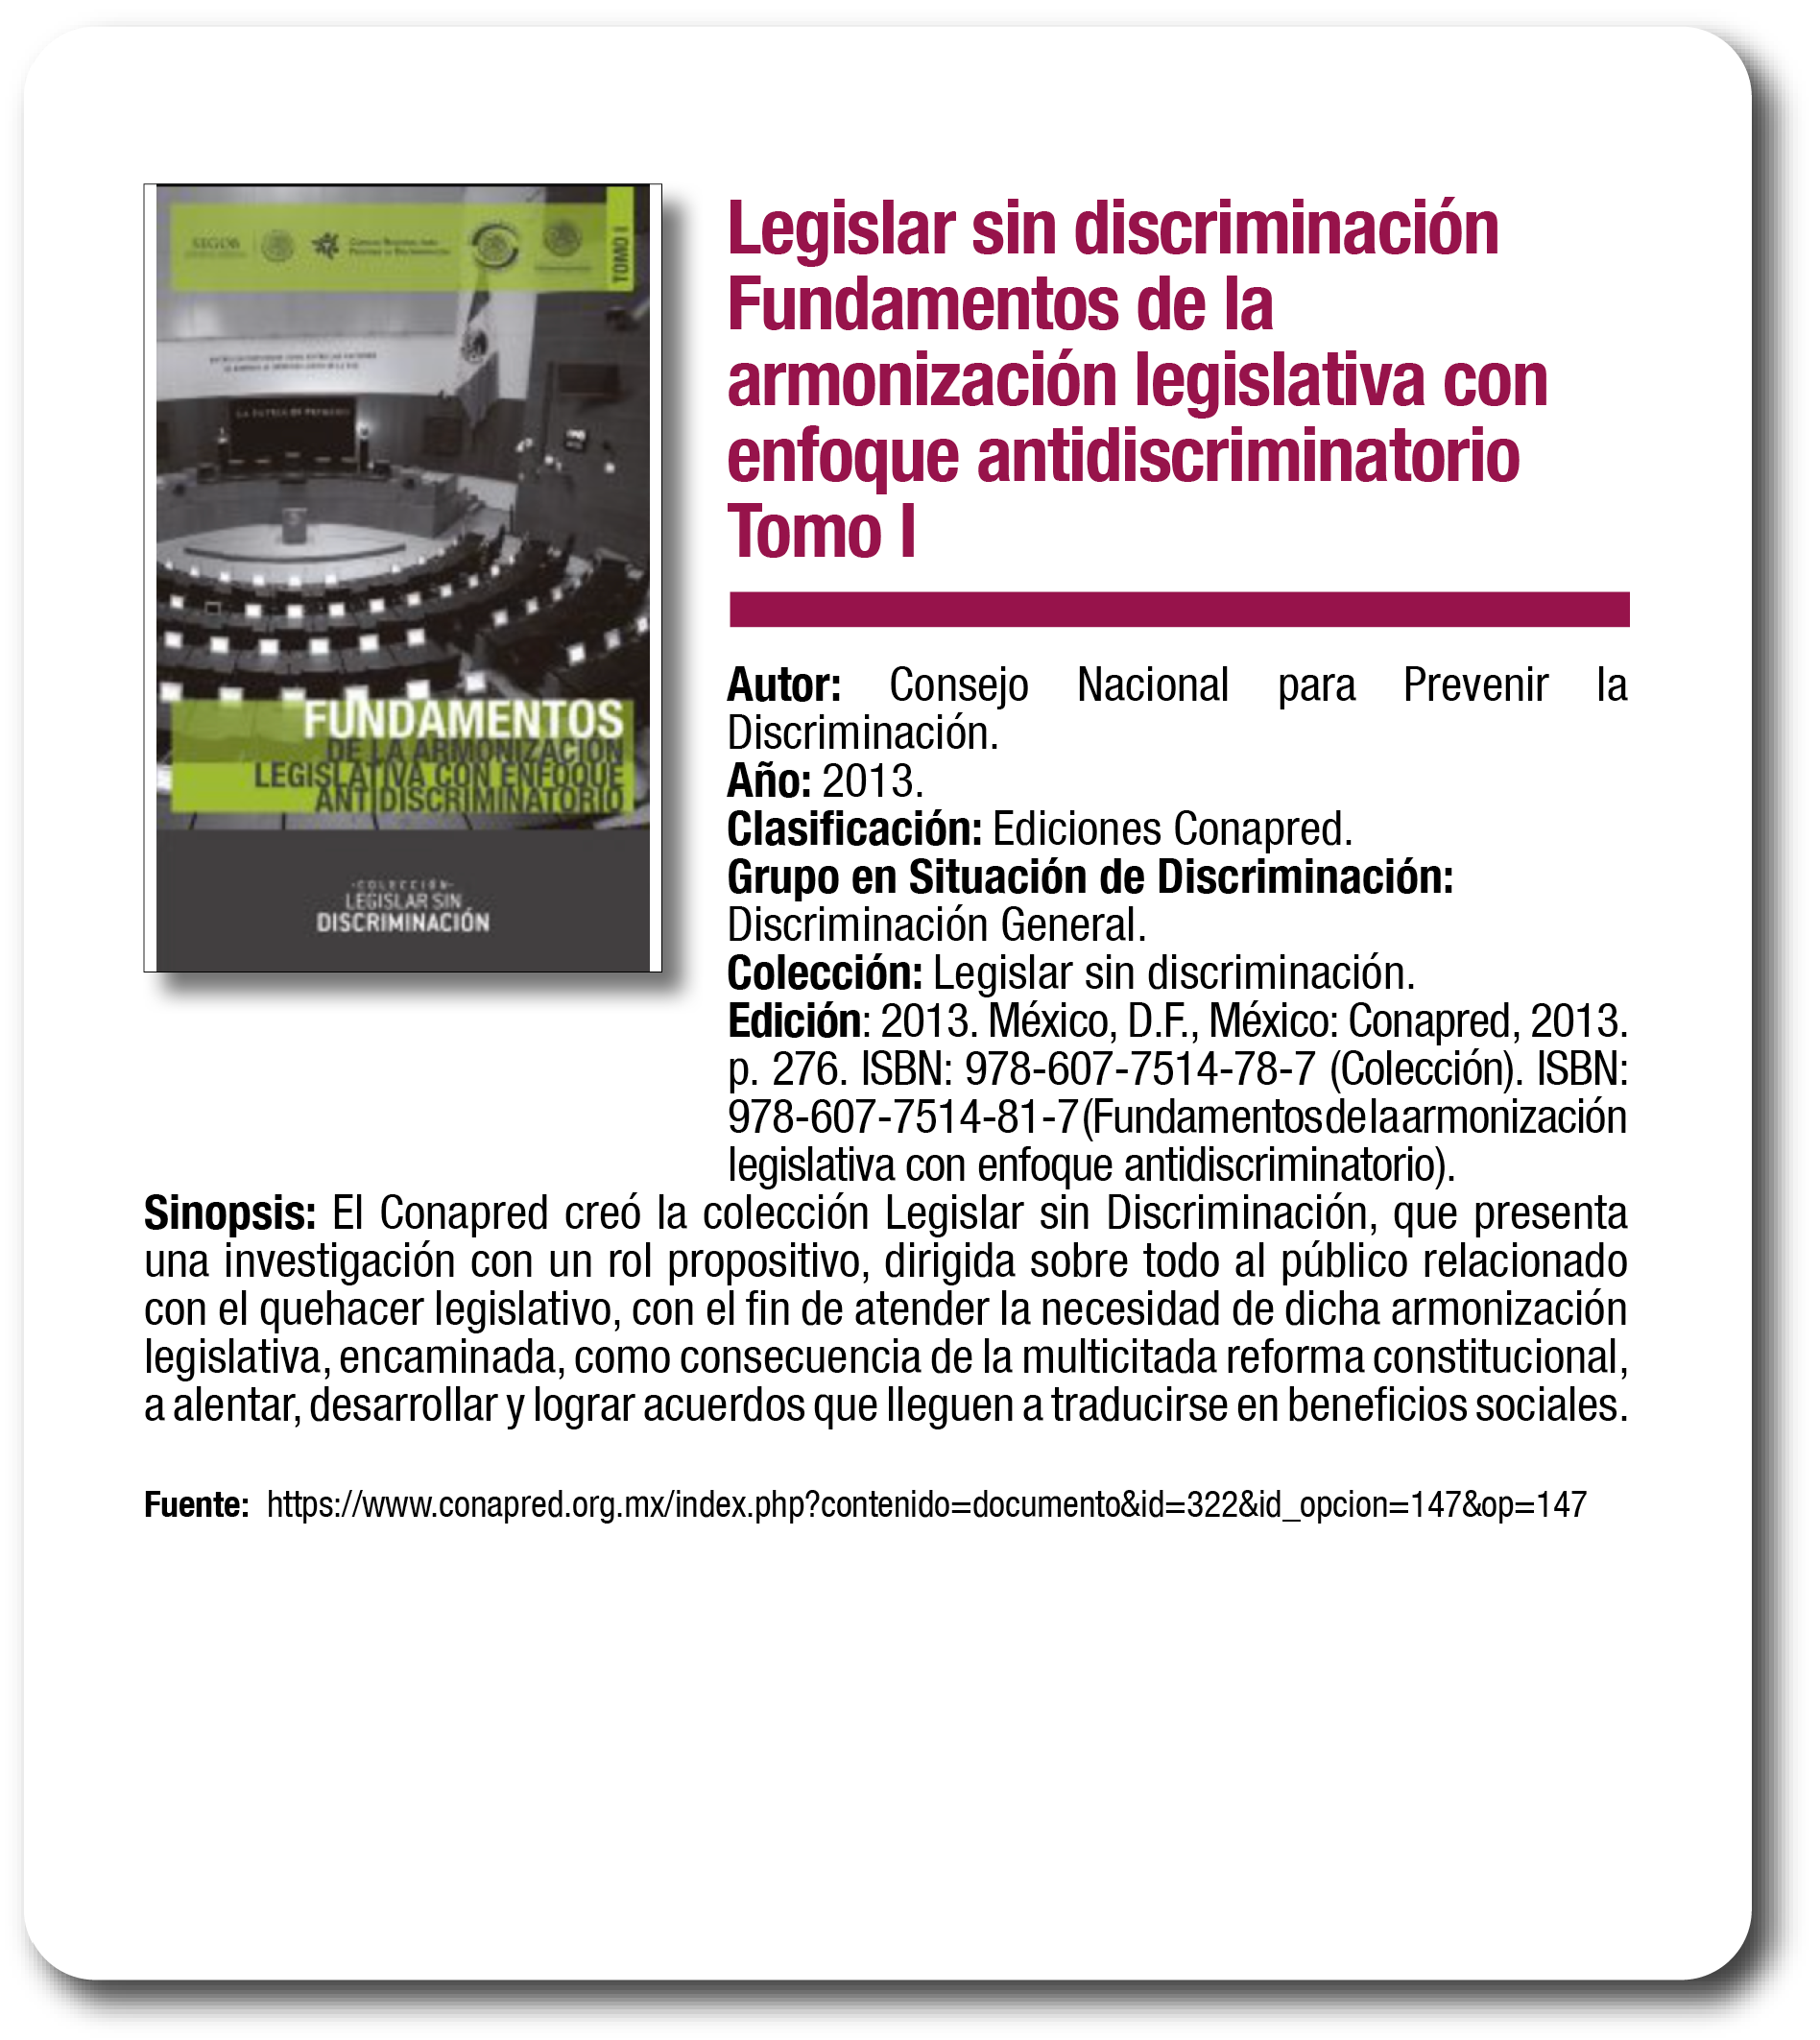 SEGOB
TOMO I
LA PATRIA ES PRIMERO
FUNDAMENTOS
DE LA ARMONIZACIÓN
LEGISLATIVA CON ENFOQUE
ANTIDISCRIMINATORIO
·COLECCIÓN·
LEGISLAR SIN
DISCRIMINACIÓN
Legislar sin discriminación
Fundamentos de la
armonización legislativa con
enfoque antidiscriminatorio
Tomo I
Autor: Consejo Nacional para Prevenir la
Discriminación.
Año: 2013.
Clasificación: Ediciones Conapred.
Grupo en Situación de Discriminación:
Discriminación General.
Colección: Legislar sin discriminación.
Edición: 2013. México, D.F., México: Conapred, 2013.
p. 276. ISBN: 978-607-7514-78-7 (Colección). ISBN:
978-607-7514-81-7 (Fundamentos de la armonización
legislativa con enfoque antidiscriminatorio).
Sinopsis: El Conapred creó la colección Legislar sin Discriminación, que presenta
una investigación con un rol propositivo, dirigida sobre todo al público relacionado
con el quehacer legislativo, con el fin de atender la necesidad de dicha armonización
legislativa, encaminada, como consecuencia de la multicitada reforma constitucional,
a alentar, desarrollar y lograr acuerdos que lleguen a traducirse en beneficios sociales.
Fuente: https://www.conapred.org.mx/index.php?contenido=documento&id=322&id_opcion=147&op=147